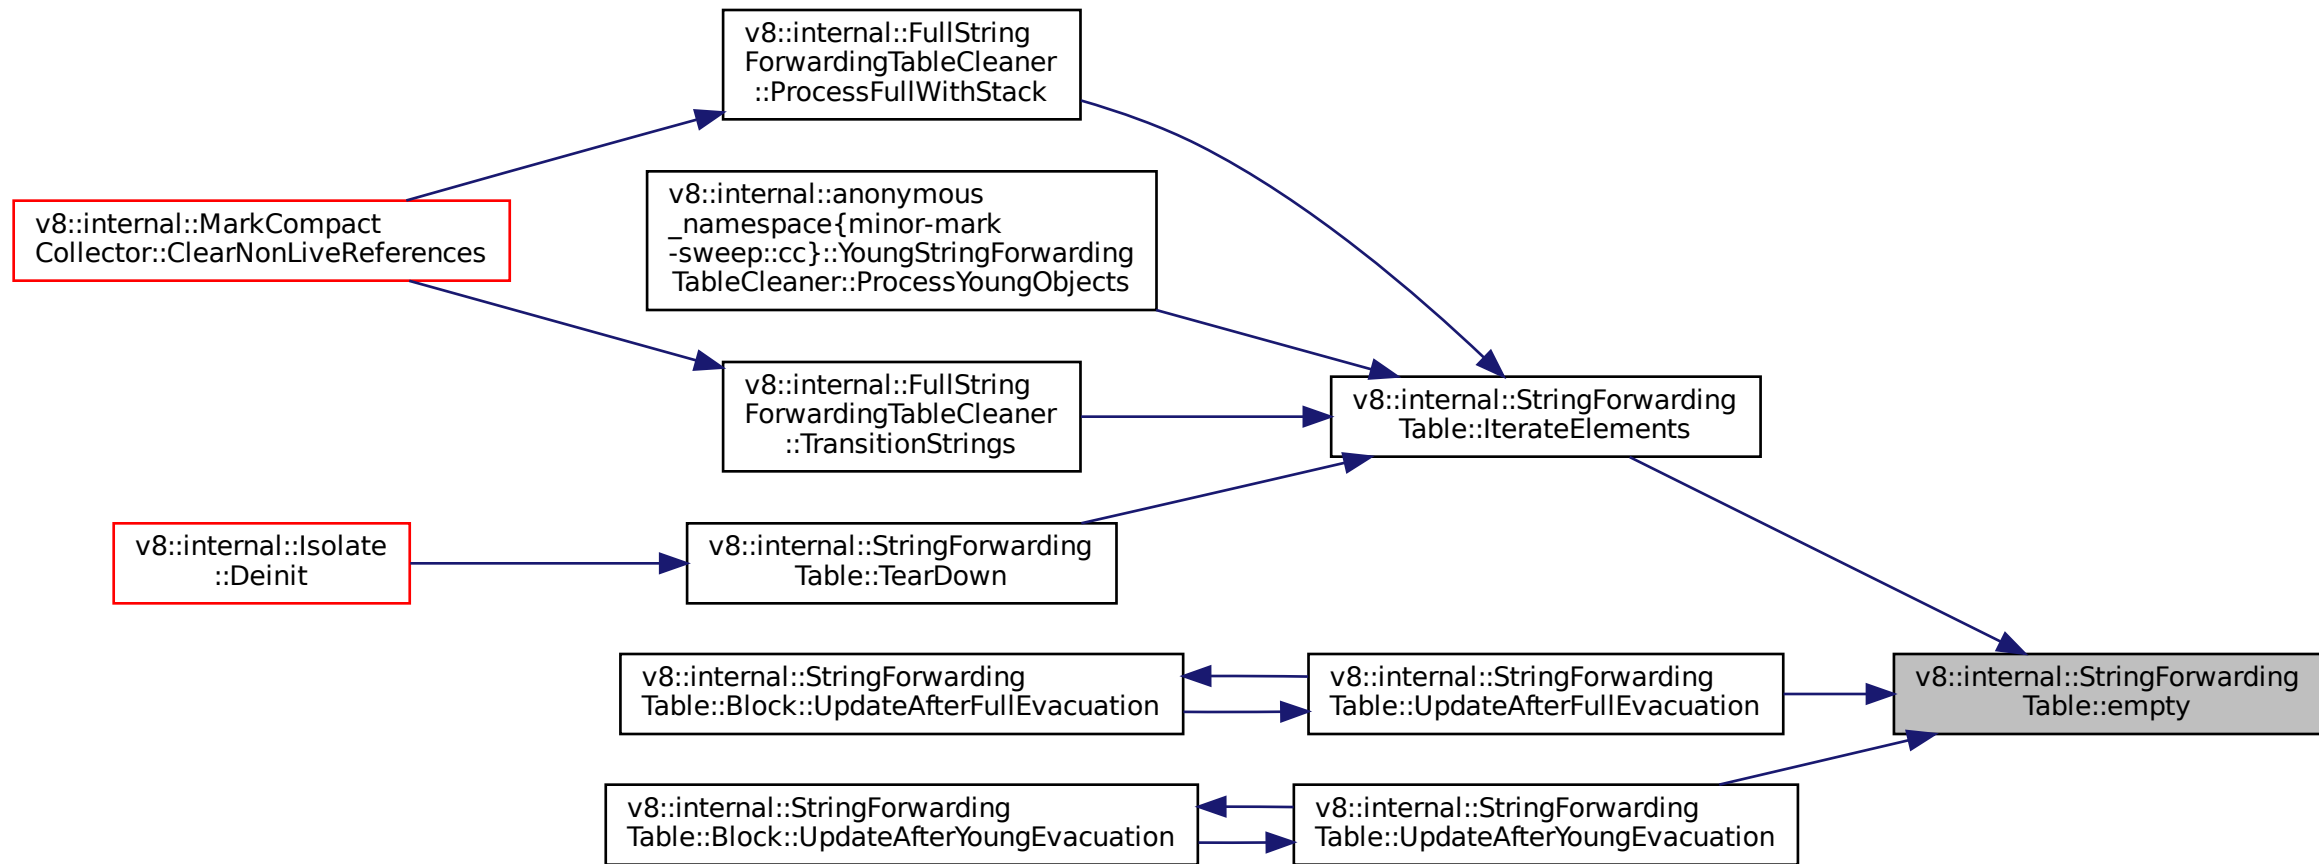 v8::internal::FullString
ForwardingTableCleaner
::ProcessFullWithStack
v8::internal::anonymous
_namespace{minor-mark
-sweep::cc}::YoungStringForwarding
TableCleaner::ProcessYoungObjects
v8::internal::MarkCompact
Collector::ClearNonLiveReferences
v8::internal::FullString
ForwardingTableCleaner
::TransitionStrings
v8::internal::StringForwarding
Table::IterateElements
v8::internal::Isolate
::Deinit
v8::internal::StringForwarding
Table::TearDown
v8::internal::StringForwarding
Table::Block::UpdateAfterFullEvacuation
v8::internal::StringForwarding
Table::UpdateAfterFullEvacuation
v8::internal::StringForwarding
Table::empty
v8::internal::StringForwarding
Table::Block::UpdateAfterYoungEvacuation
v8::internal::StringForwarding
Table::UpdateAfterYoungEvacuation